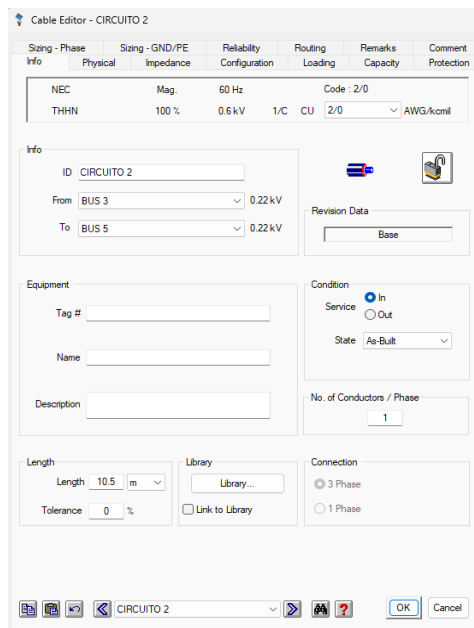 Cable Editor - CIRCUITO 2
Sizing - Phase Sizing - GND/PE Reliability Routing Remarks Comment
Info Physical Impedance Configuration Loading Capacity Protection
NEC Mag. 60 Hz Code : 2/0
THHN 100 % 0.6 kV 1/C CU 2/0 AWG/kcmil
Info
ID CIRCUITO 2
From BUS 3 0.22 kV
To BUS 5 0.22 kV
Revision Data
Base
Equipment
Tag #
Name
Description
Condition
Service In
Out
State As-Built
No. of Conductors / Phase
1
Length
Length 10.5 m
Tolerance 0 %
Library
Library...
Link to Library
Connection
3 Phase
1 Phase
CIRCUITO 2 ? OK Cancel